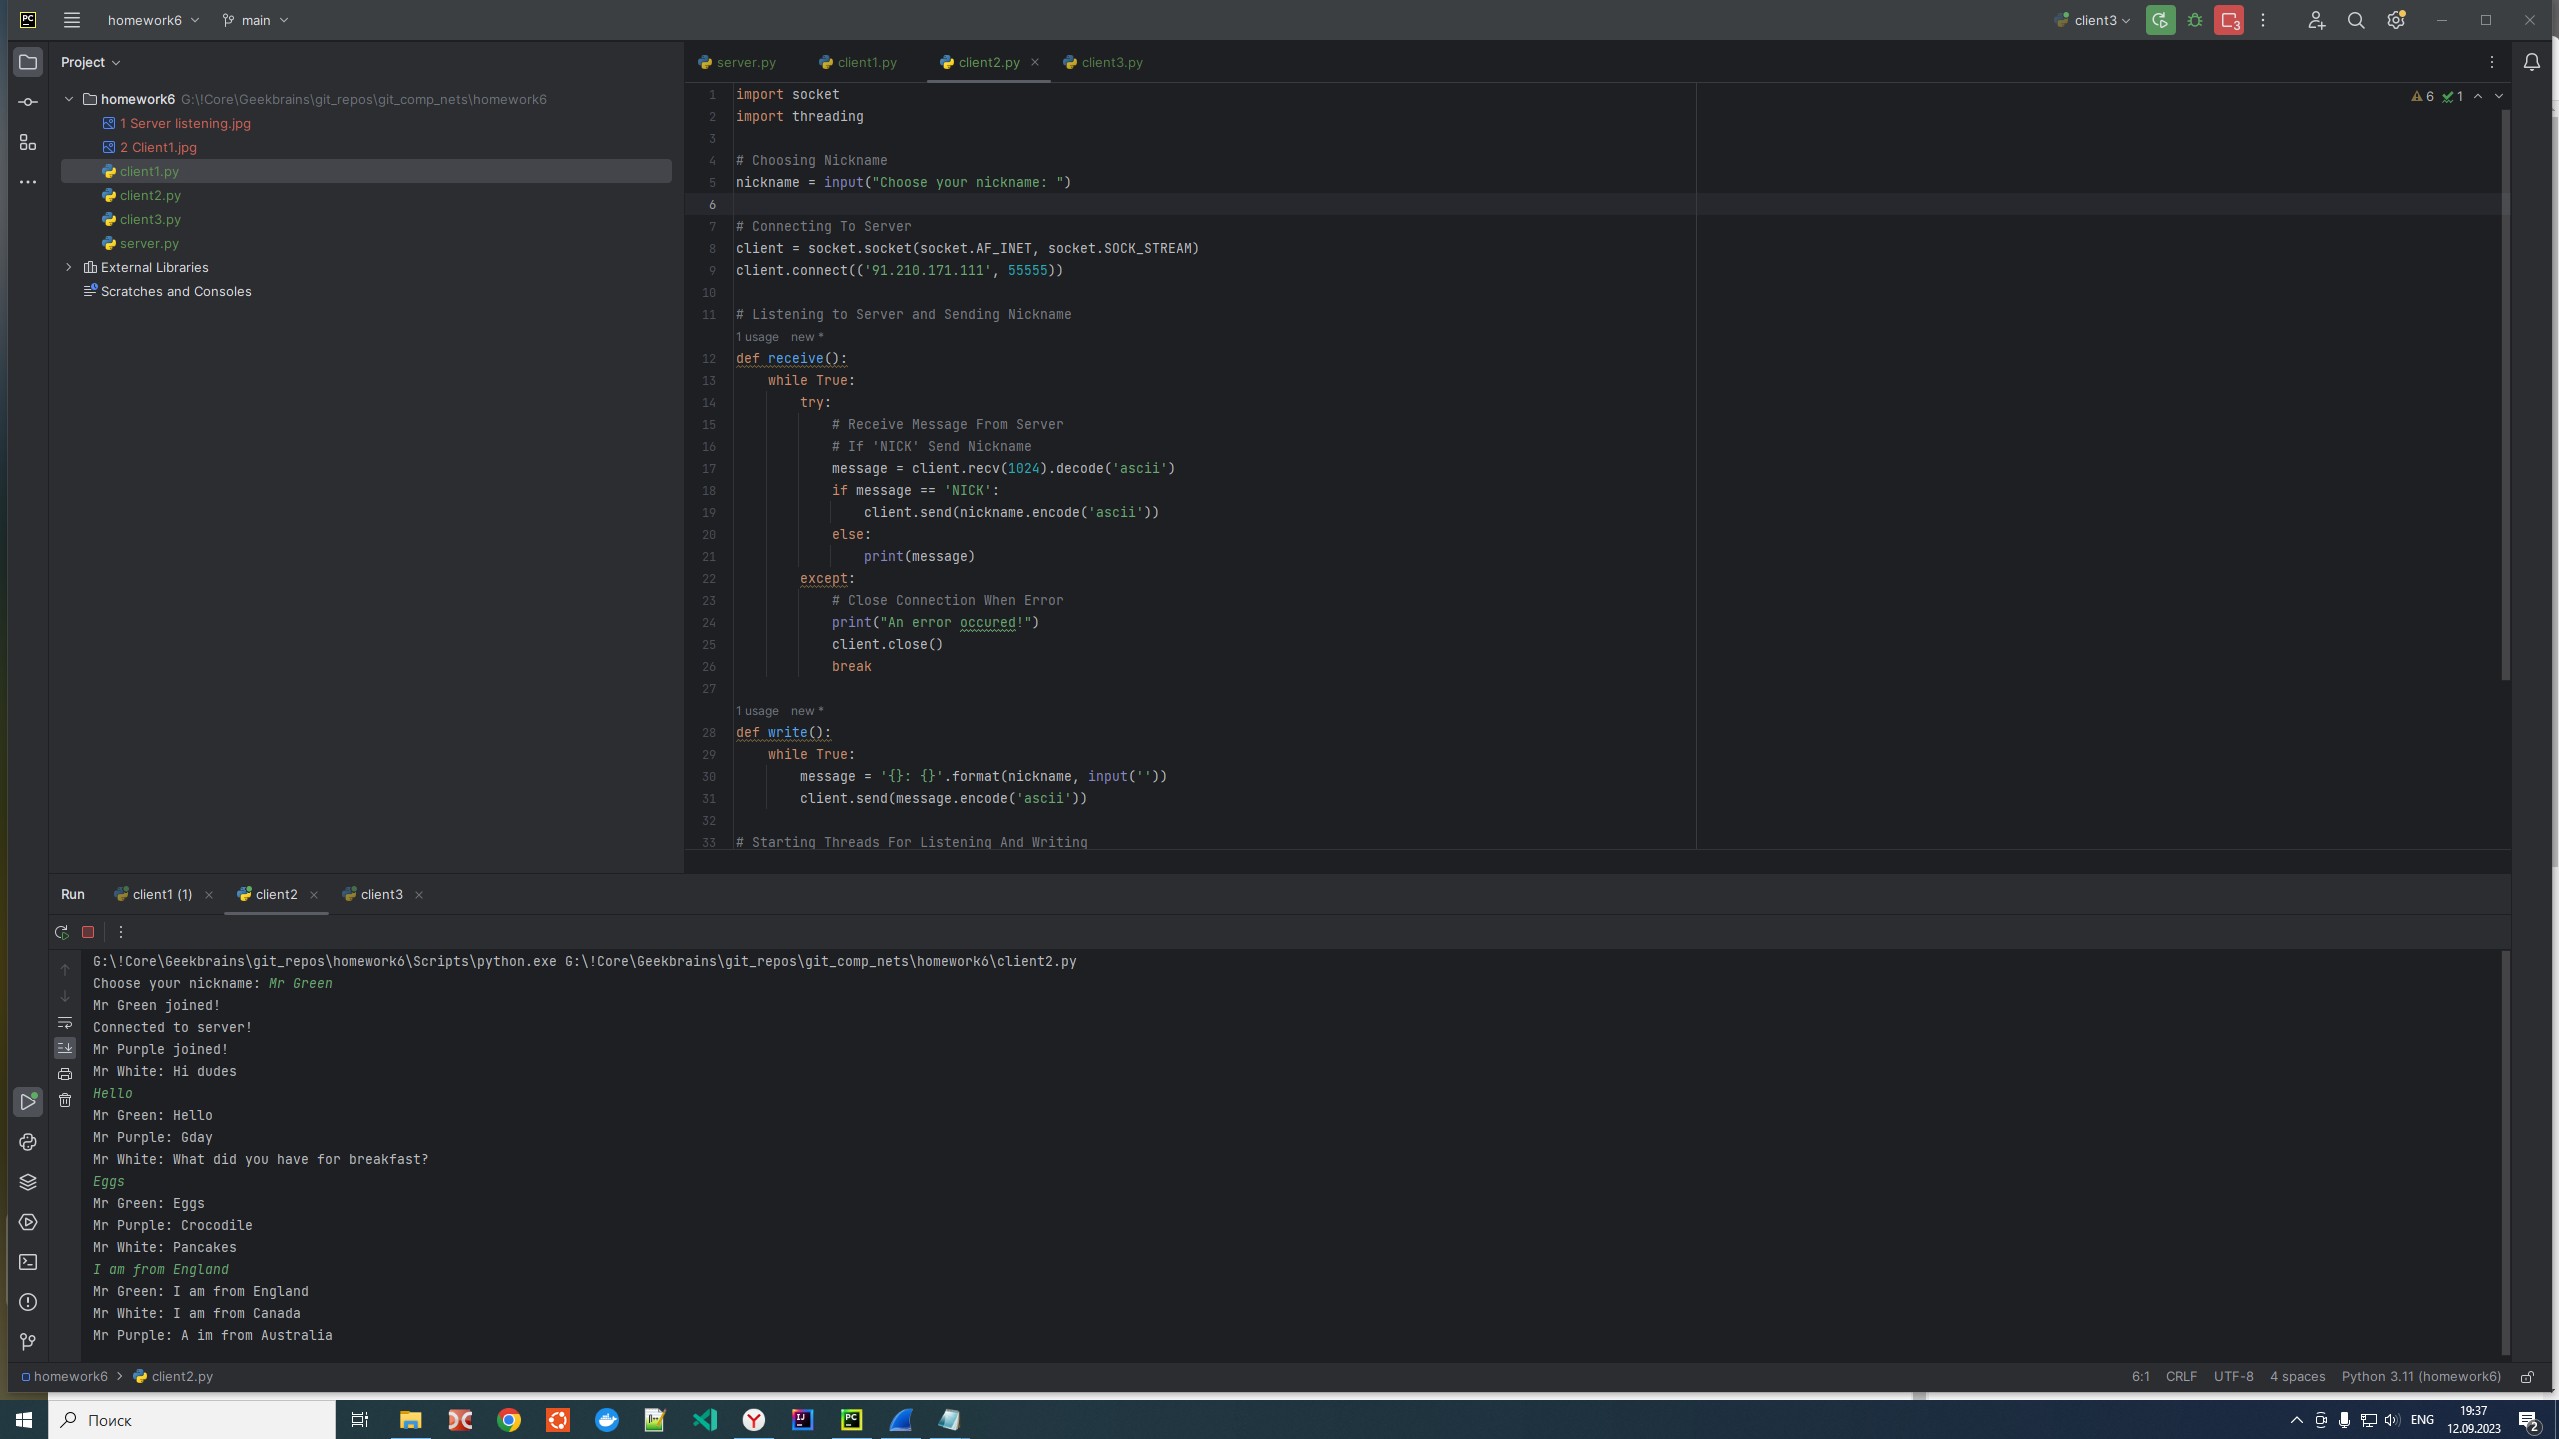 PC homework6 main client3 3
Project
homework6 G:\!Core\Geekbrains\git_repos\git_comp_nets\homework6
1 Server listening.jpg
2 Client1.jpg
client1.py
client2.py
client3.py
server.py
External Libraries
Scratches and Consoles
server.py client1.py client2.py client3.py
6 1
1 import socket
2 import threading
3
4 # Choosing Nickname
5 nickname = input("Choose your nickname: ")
6
7 # Connecting To Server
8 client = socket.socket(socket.AF_INET, socket.SOCK_STREAM)
9 client.connect(('91.210.171.111', 55555))
10
11 # Listening to Server and Sending Nickname
1 usage new *
12 def receive():
13 while True:
14 try:
15 # Receive Message From Server
16 # If 'NICK' Send Nickname
17 message = client.recv(1024).decode('ascii')
18 if message == 'NICK':
19 client.send(nickname.encode('ascii'))
20 else:
21 print(message)
22 except:
23 # Close Connection When Error
24 print("An error occured!")
25 client.close()
26 break
27
1 usage new *
28 def write():
29 while True:
30 message = '{}: {}'.format(nickname, input(''))
31 client.send(message.encode('ascii'))
32
33 # Starting Threads For Listening And Writing
Run client1 (1) client2 client3
G:\!Core\Geekbrains\git_repos\homework6\Scripts\python.exe G:\!Core\Geekbrains\git_repos\git_comp_nets\homework6\client2.py
Choose your nickname: Mr Green
Mr Green joined!
Connected to server!
Mr Purple joined!
Mr White: Hi dudes
Hello
Mr Green: Hello
Mr Purple: Gday
Mr White: What did you have for breakfast?
Eggs
Mr Green: Eggs
Mr Purple: Crocodile
Mr White: Pancakes
I am from England
Mr Green: I am from England
Mr White: I am from Canada
Mr Purple: A im from Australia
homework6 > client2.py 6:1 CRLF UTF-8 4 spaces Python 3.11 (homework6)
Поиск IJ PC ENG 19:37
12.09.2023 2